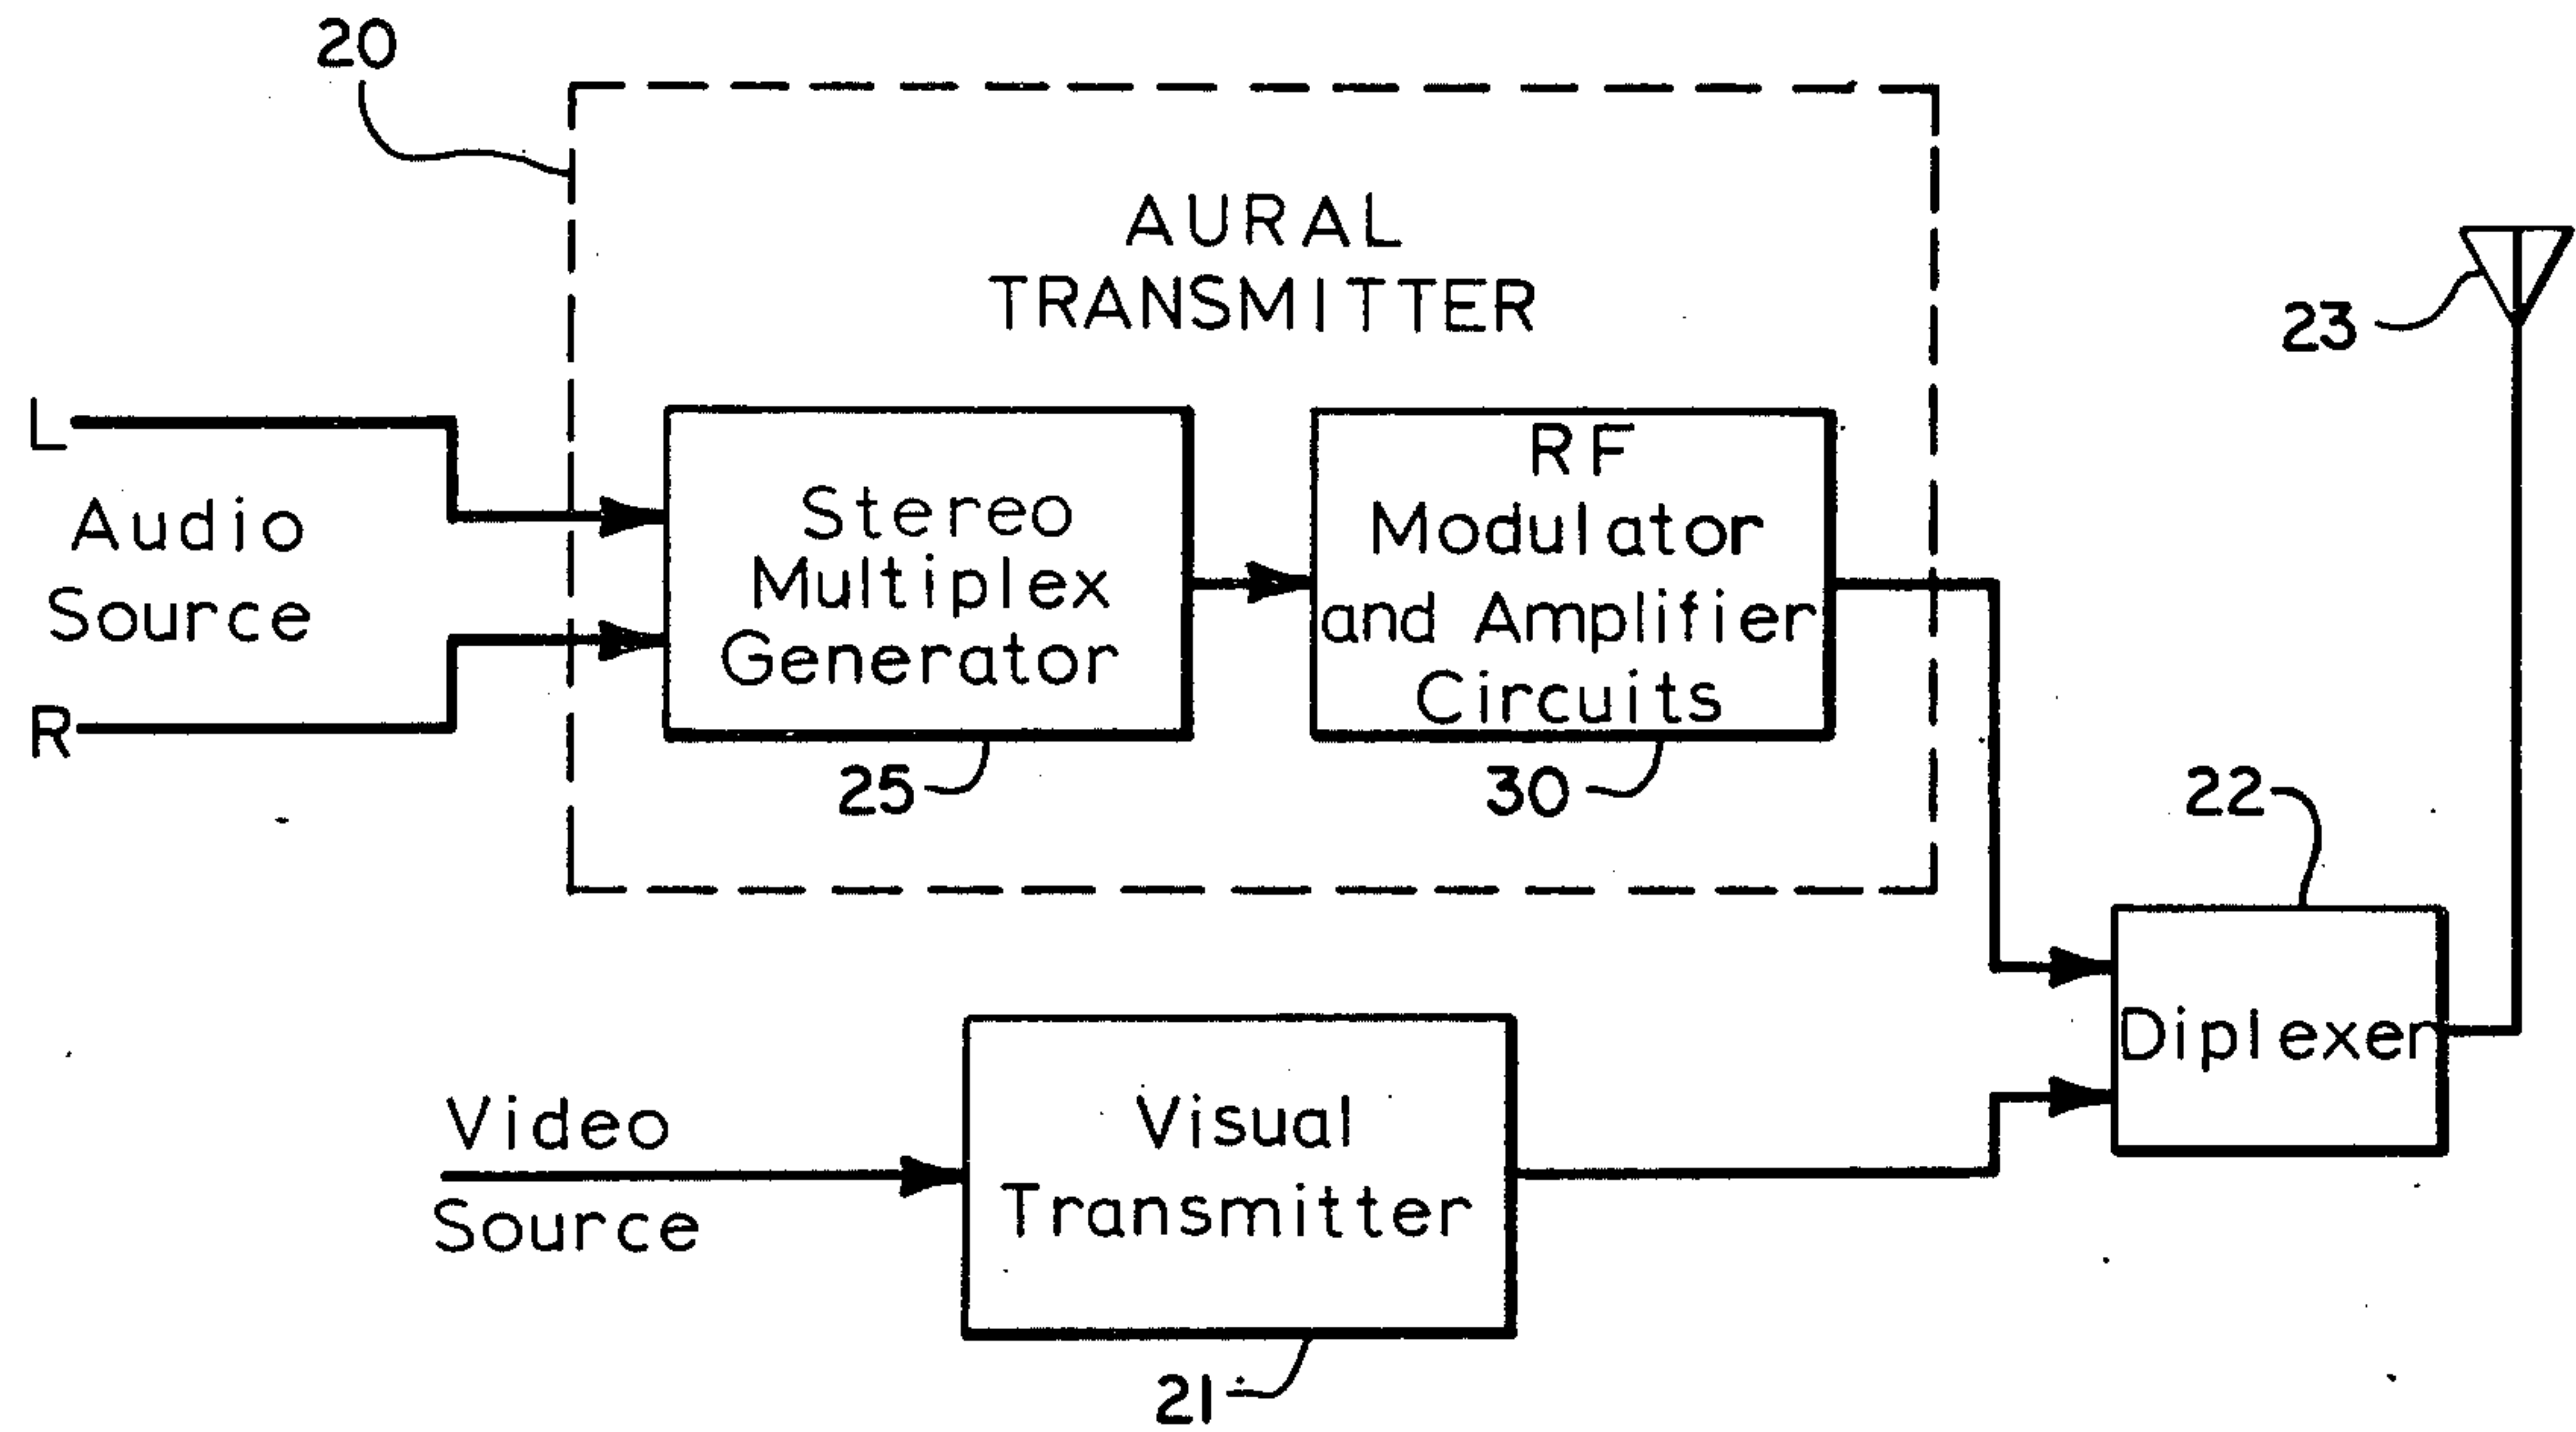 20
AURAL
TRANSMITTER
23
L
Audio
Source
R
Stereo
Multiplex
Generator
25
RF
Modulator
and Amplifier
Circuits
30
22
Diplexer
Video
Source
Visual
Transmitter
21